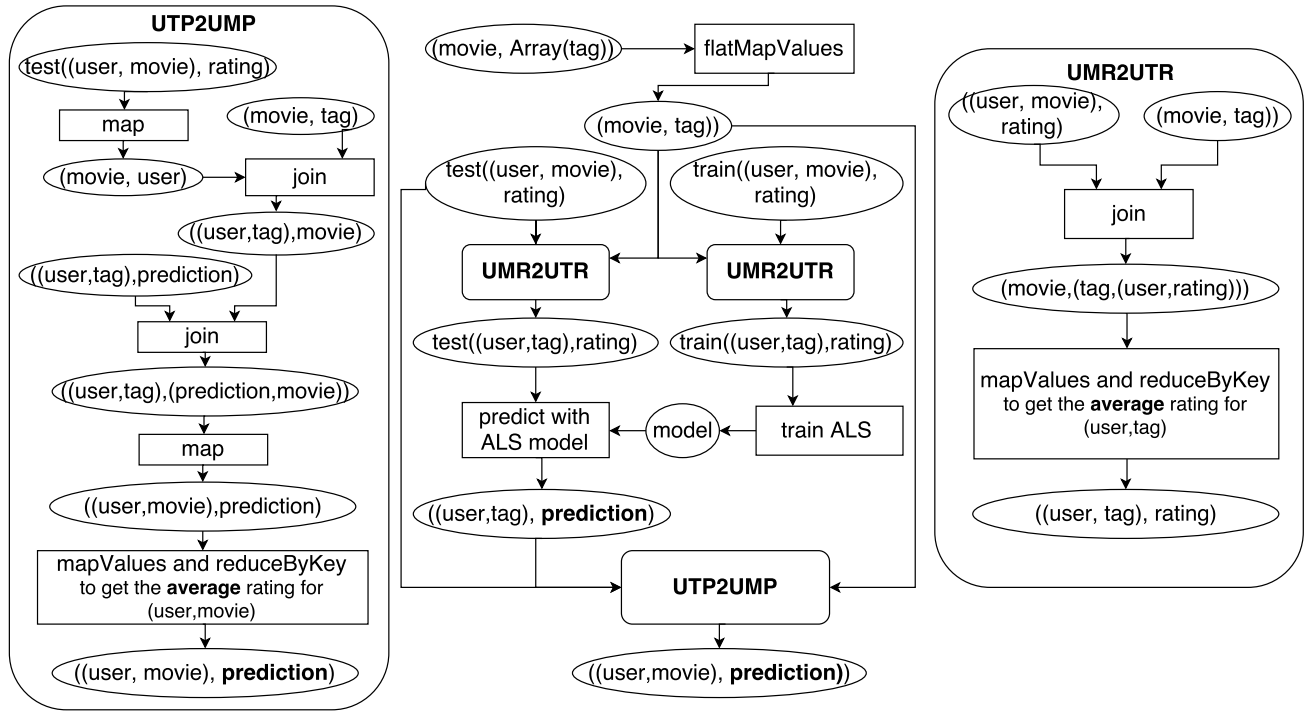 UTP2UMP
test((user, movie), rating)
map
(movie, tag)
(movie, user)
join
((user,tag),movie)
((user,tag),prediction)
join
((user,tag),(prediction,movie))
map
((user,movie),prediction)
mapValues and reduceByKey
to get the average rating for
(user,movie)
((user, movie), prediction)
(movie, Array(tag))
flatMapValues
(movie, tag))
test((user, movie),
rating)
train((user, movie),
rating)
UMR2UTR
UMR2UTR
test((user,tag),rating)
train((user,tag),rating)
predict with
ALS model
model
train ALS
((user,tag), prediction)
UTP2UMP
((user,movie), prediction))
UMR2UTR
((user, movie),
rating)
(movie, tag))
join
(movie,(tag,(user,rating)))
mapValues and reduceByKey
to get the average rating for
(user,tag)
((user, tag), rating)